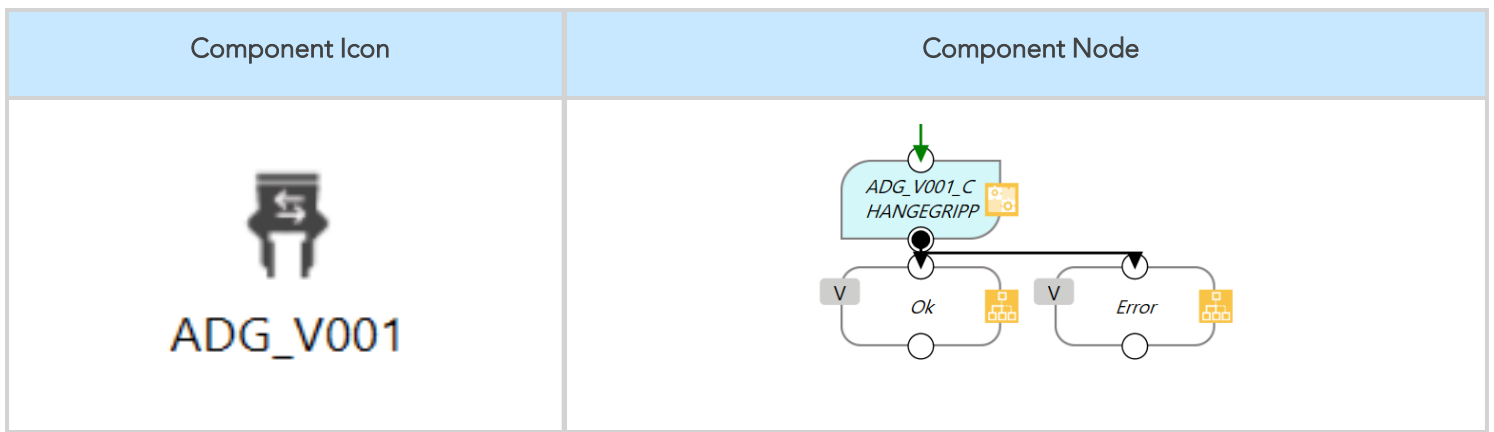 Component Icon
Component Node
ADG_V001
ADG_V001_C
HANGEGRIPP
V
Ok
V
Error